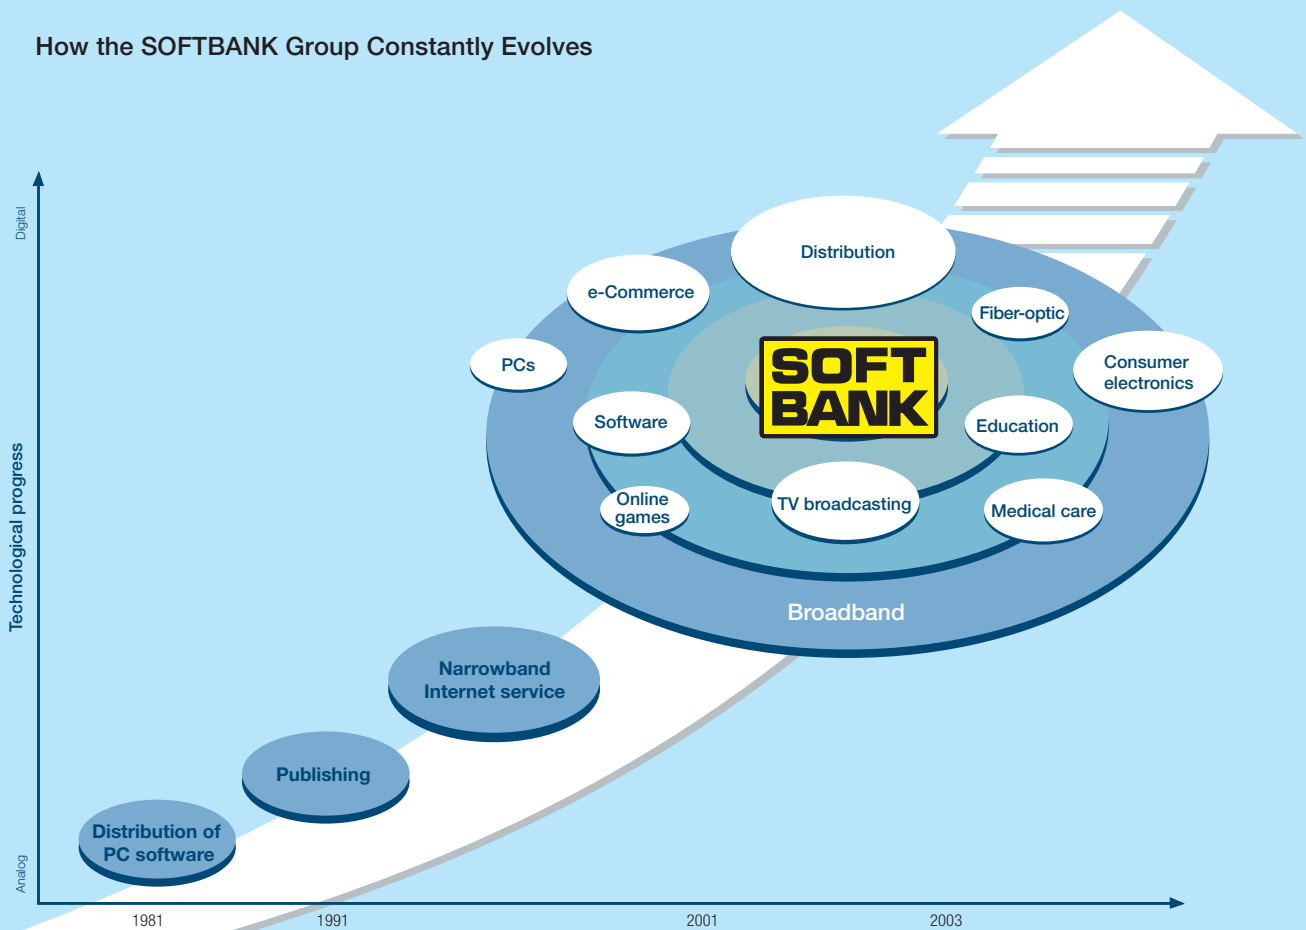 How the SOFTBANK Group Constantly Evolves
Digital
Technological progress
Analog
Distribution
e-Commerce
Fiber-optic
PCs
Consumer
electronics
SOFT
BANK
Software
Education
Online
games
TV broadcasting
Medical care
Broadband
Narrowband
Internet service
Publishing
Distribution of
PC software
1981
1991
2001
2003